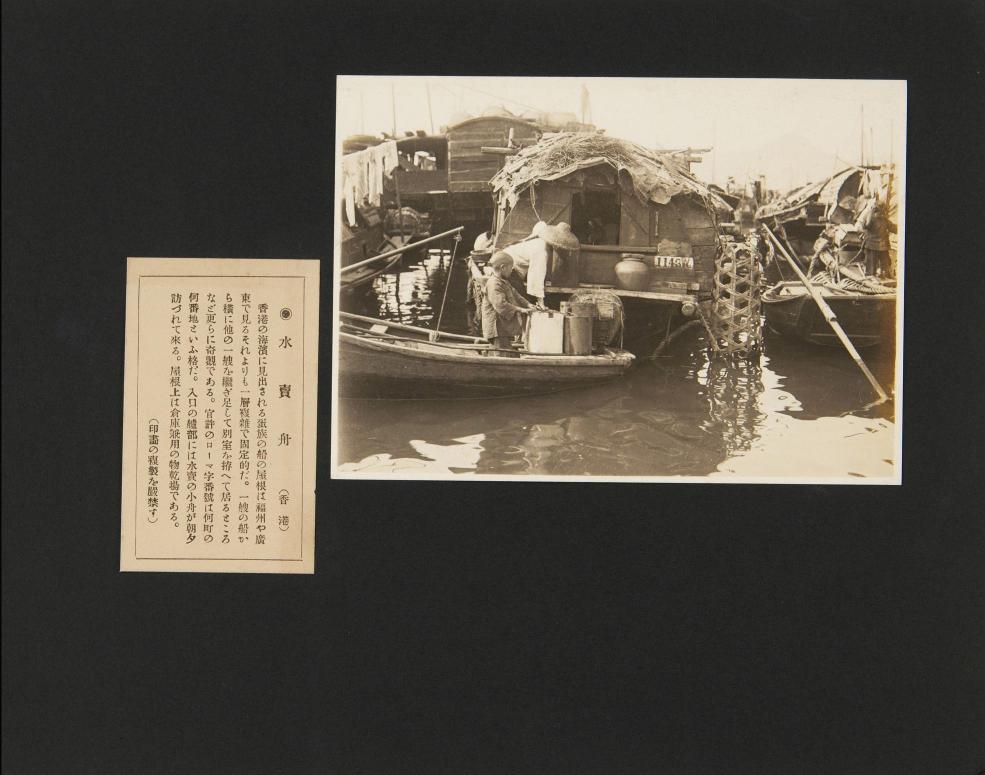 ◉水賣舟（香港）
香港の海濱に見出される蛋族の船の屋根は福州や廣
東で見るそれよりも一層複雜で固定的だ。一艘の船か
ら橫に他の一艘を繼ぎ足して別室を拵へて居るところ
など更らに奇觀である。官許のローマ字番號は何町の
何番地といふ格だ。入口の艫部には水賣の小舟が朝夕
訪づれて來る。屋根上は倉庫兼用の物乾場である。
（印畵の複製を嚴禁す）